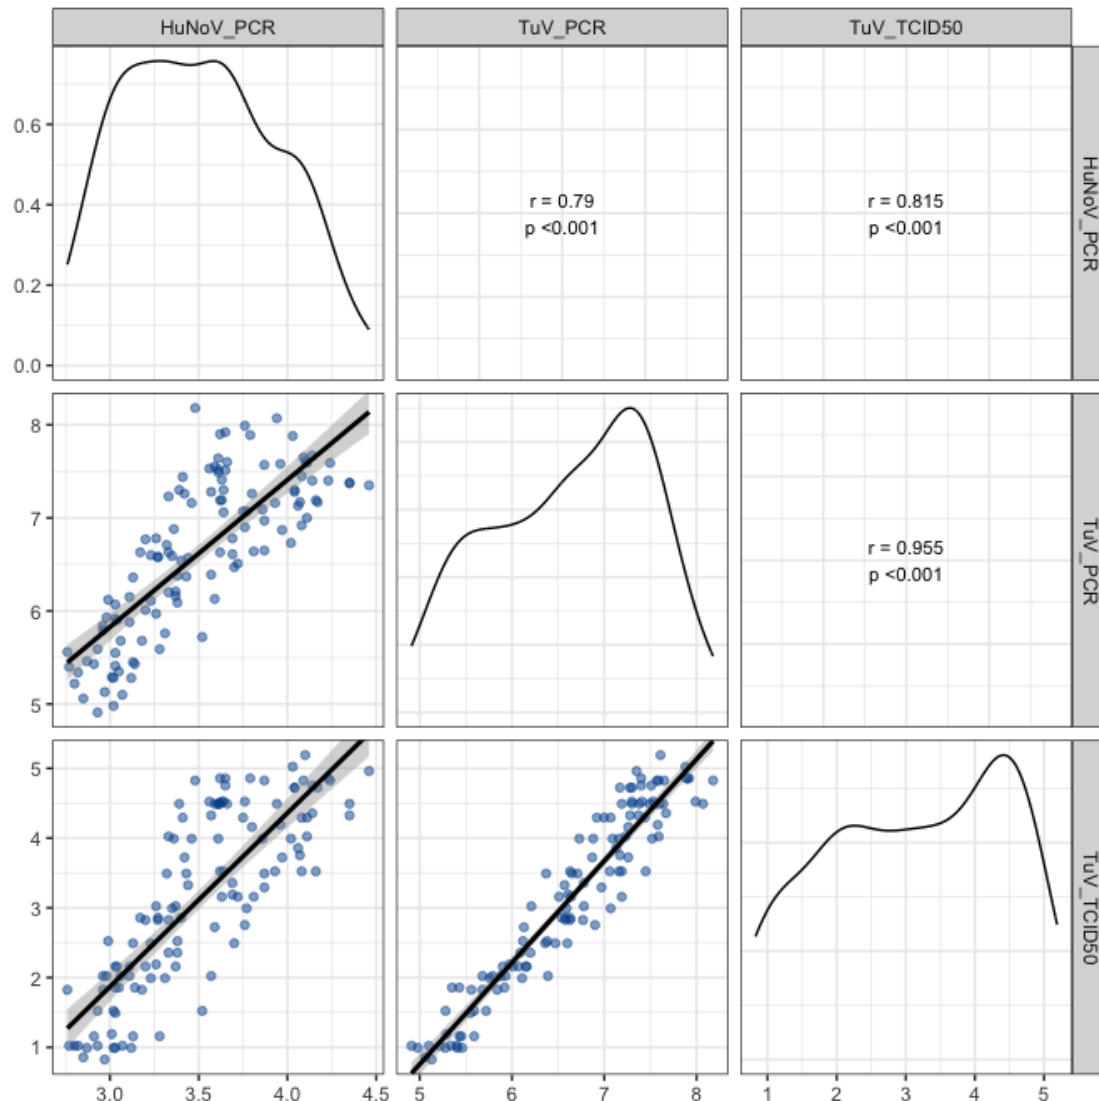 HuNoV_PCR TuV_PCR TuV_TCID50
0.6
0.4
0.2
0.0
r = 0.79
p <0.001
r = 0.815
p <0.001
HuNoV_PCR
8
7
6
5
r = 0.955
p <0.001
TuV_PCR
5
4
3
2
1
TuV_TCID50
3.0 3.5 4.0 4.5 5 6 7 8 1 2 3 4 5